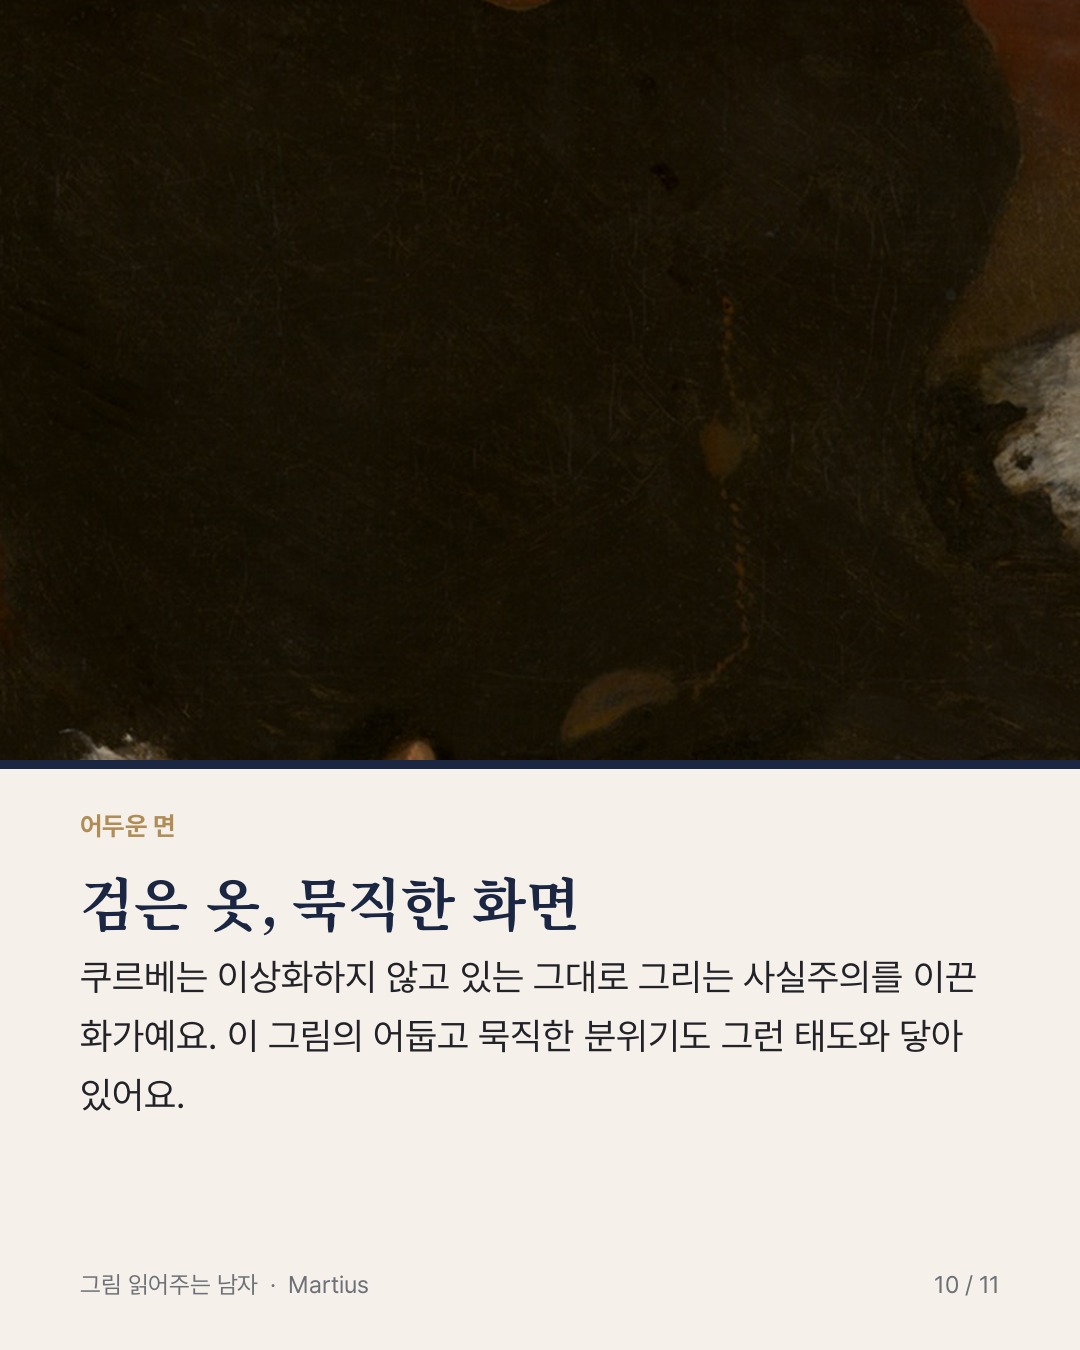 어두운 면
검은 옷, 묵직한 화면
쿠르베는 이상화하지 않고 있는 그대로 그리는 사실주의를 이끈
화가예요. 이 그림의 어둡고 묵직한 분위기도 그런 태도와 닿아
있어요.
그림 읽어주는 남자 · Martius
10 / 11